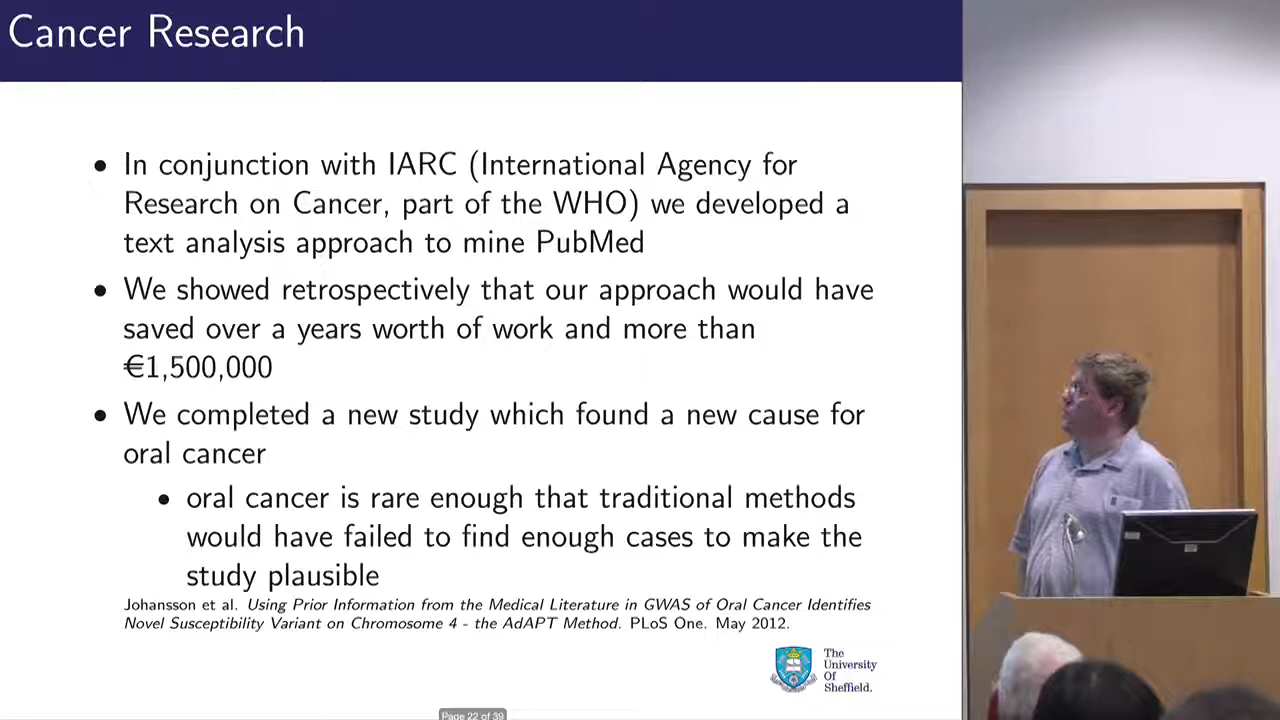 Cancer Research
• In conjunction with IARC (International Agency for
Research on Cancer, part of the WHO) we developed a
text analysis approach to mine PubMed
• We showed retrospectively that our approach would have
saved over a years worth of work and more than
€1,500,000
• We completed a new study which found a new cause for
oral cancer
• oral cancer is rare enough that traditional methods
would have failed to find enough cases to make the
study plausible
Johansson et al. Using Prior Information from the Medical Literature in GWAS of Oral Cancer Identifies
Novel Susceptibility Variant on Chromosome 4 - the AdAPT Method. PLoS One. May 2012.
The
University
Of
Sheffield.
Page 22 of 39